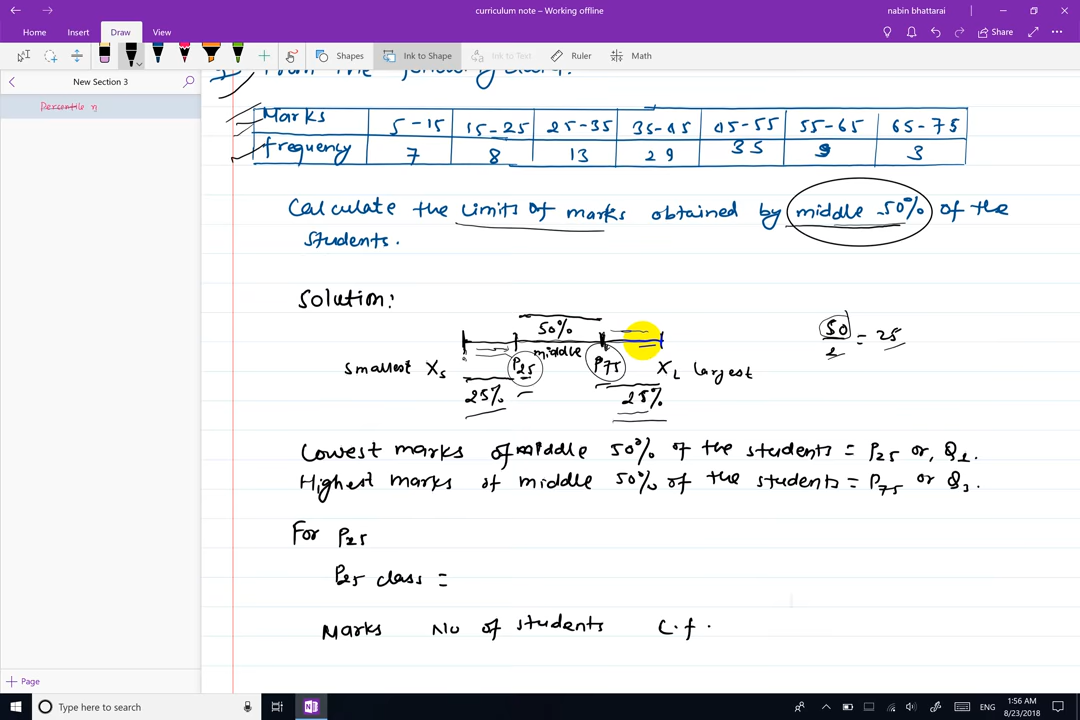 curriculum note – Working offline
nabin bhattarai
Home Insert Draw View
Share
Shapes Ink to Shape Ink to Text Ruler Math
New Section 3
Percentile
From the following data:
Marks 5-15 15-25 25-35 35-45 45-55 55-65 65-75
frequency 7 8 13 29 35 9 3
Calculate the limits of marks obtained by middle 50% of the
students.
Solution:
50%
middle
50/2 = 25
smallest Xs P25 P75 XL largest
25% 25%
Lowest marks of middle 50% of the students = P25 or, Q1.
Highest marks of middle 50% of the students = P75 or Q3.
For P25
P25 class =
Marks No of students C.f.
+ Page
Type here to search
ENG
1:56 AM
8/23/2018